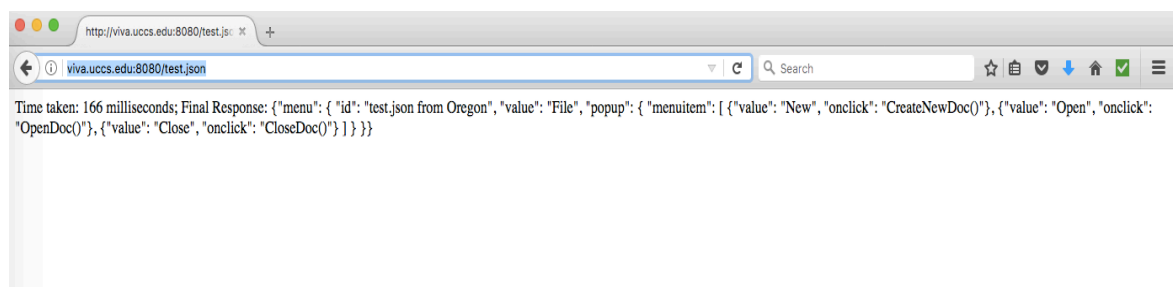 http://viva.uccs.edu:8080/test.jsc
viva.uccs.edu:8080/test.json
Search
Time taken: 166 milliseconds; Final Response: {"menu": { "id": "test.json from Oregon", "value": "File", "popup": { "menuitem": [ {"value": "New", "onclick": "CreateNewDoc()"}, {"value": "Open", "onclick":
"OpenDoc()"}, {"value": "Close", "onclick": "CloseDoc()"} ] } }}